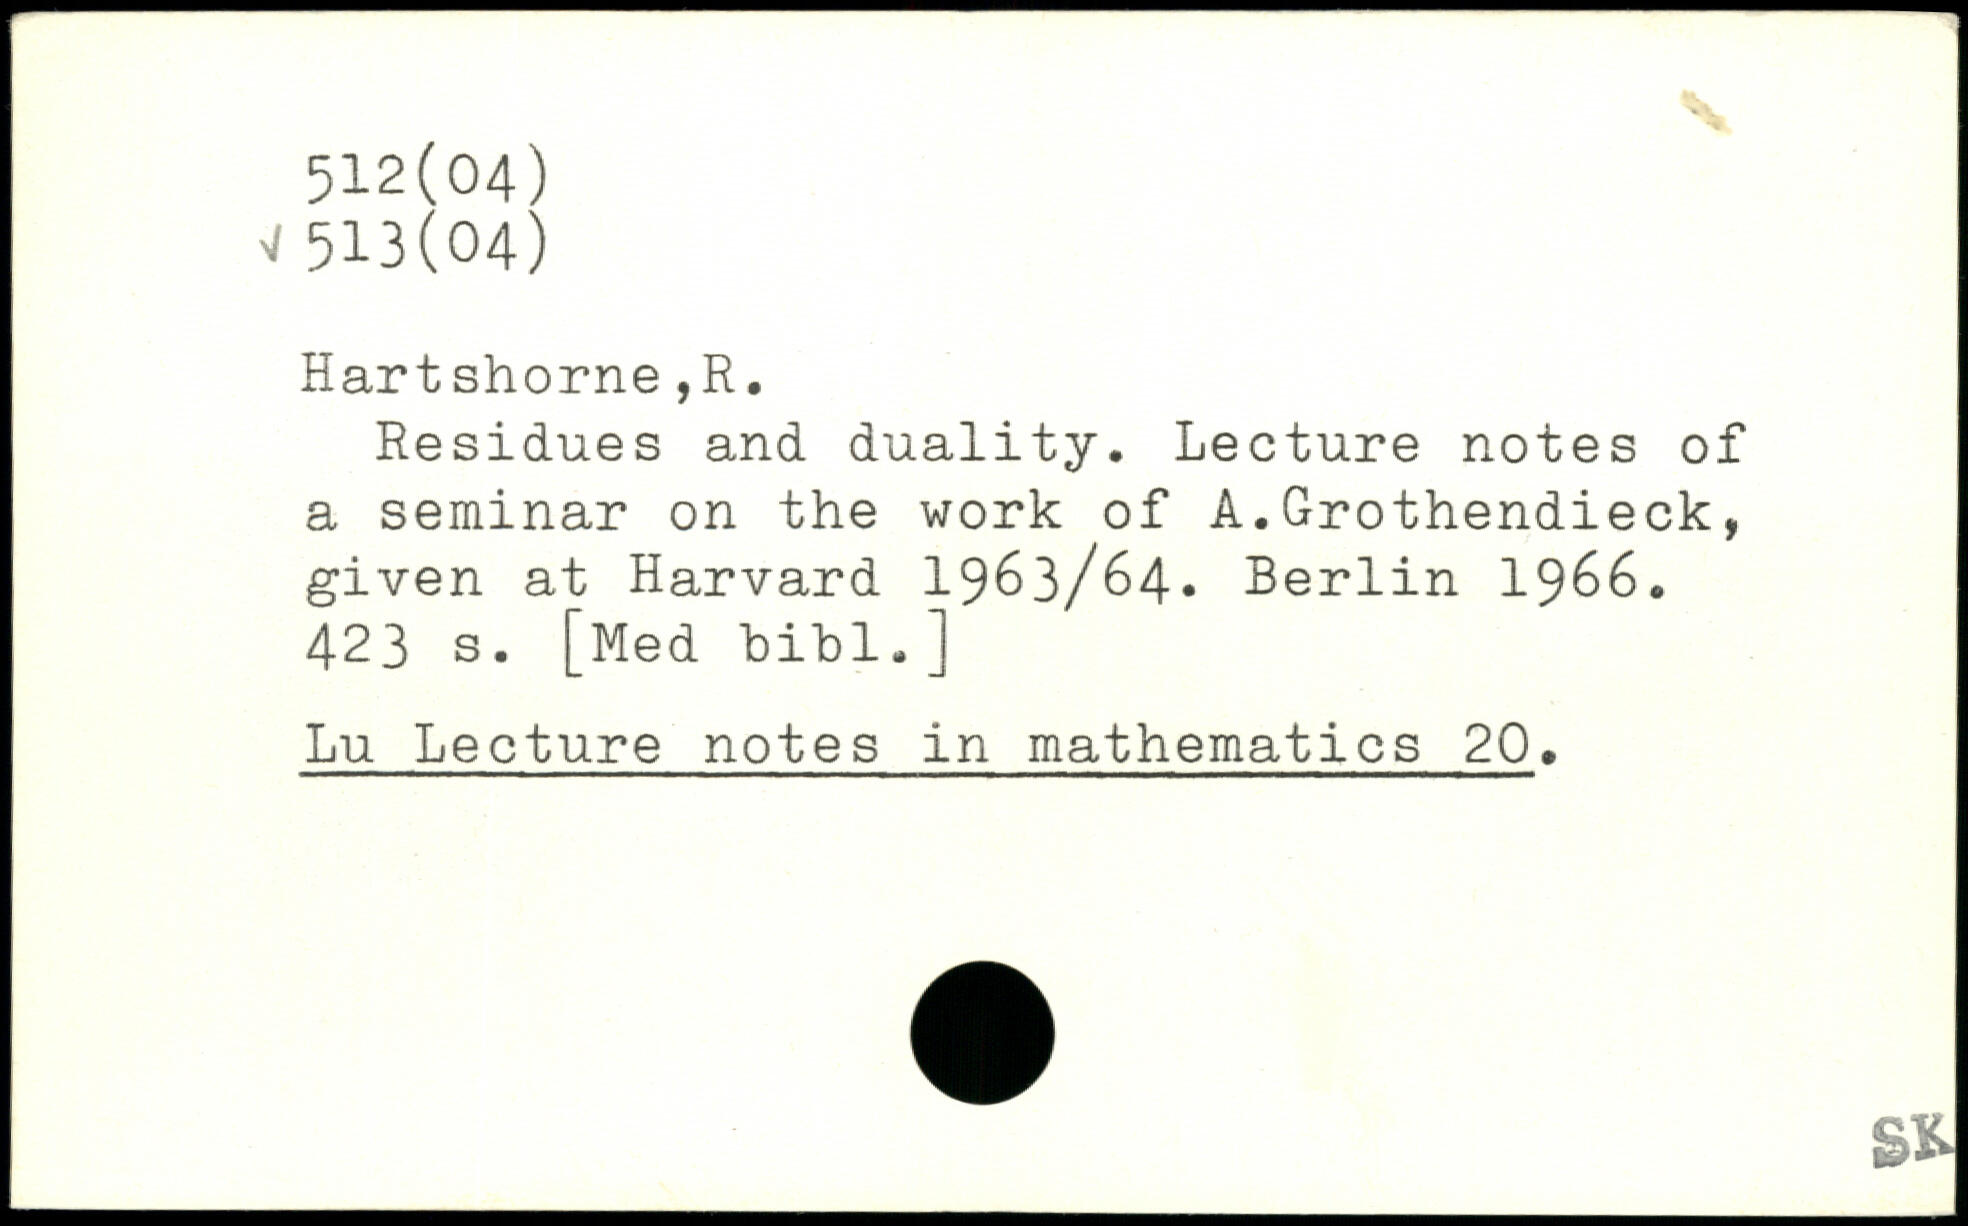 512(04)
√ 513(04)
Hartshorne,R.
Residues and duality. Lecture notes of
a seminar on the work of A.Grothendieck,
given at Harvard 1963/64. Berlin 1966.
423 s. [Med bibl.]
Lu Lecture notes in mathematics 20.
SK